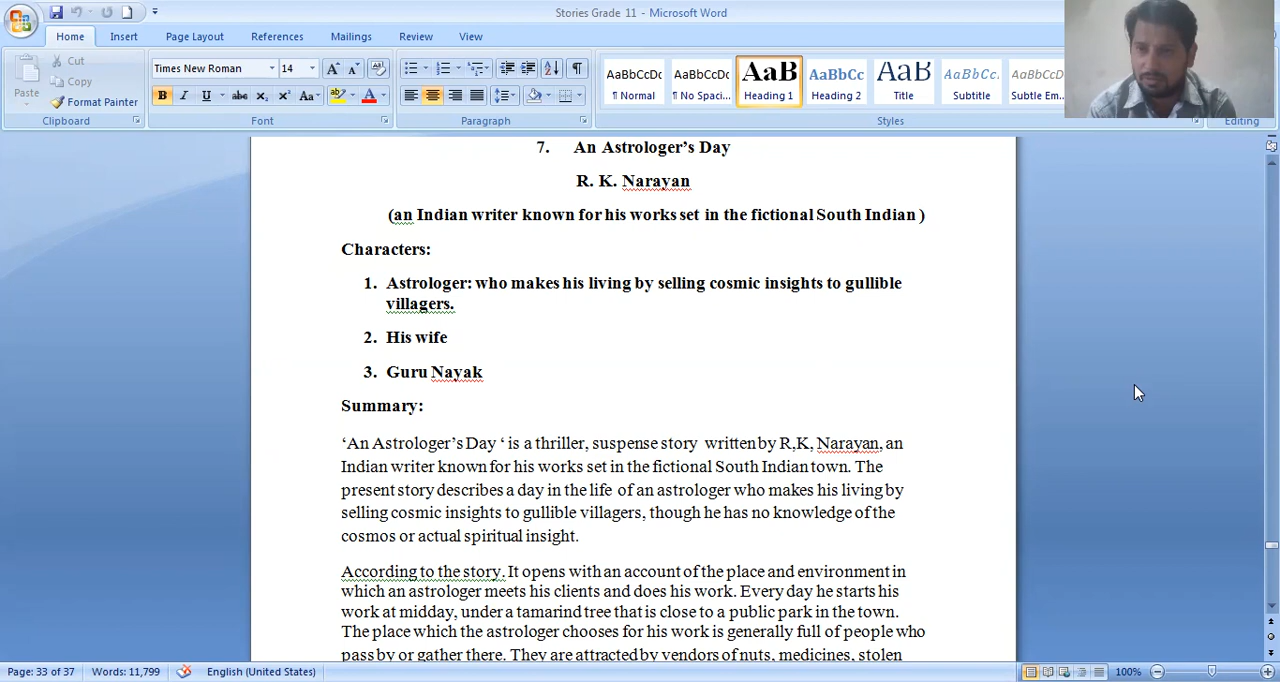 Stories Grade 11 - Microsoft Word
Home Insert Page Layout References Mailings Review View
Paste Cut Copy Format Painter
Times New Roman 14
AaBbCcDc AaBbCcDc AaB AaBbCc AaB AaBbCc. AaBbCcDc
¶ Normal ¶ No Spaci... Heading 1 Heading 2 Title Subtitle Subtle Em...
Clipboard Font Paragraph Styles Editing
7. An Astrologer’s Day
R. K. Narayan
(an Indian writer known for his works set in the fictional South Indian )
Characters:
1. Astrologer: who makes his living by selling cosmic insights to gullible
villagers.
2. His wife
3. Guru Nayak
Summary:
‘An Astrologer’s Day ‘ is a thriller, suspense story written by R,K, Narayan, an
Indian writer known for his works set in the fictional South Indian town. The
present story describes a day in the life of an astrologer who makes his living by
selling cosmic insights to gullible villagers, though he has no knowledge of the
cosmos or actual spiritual insight.
According to the story. It opens with an account of the place and environment in
which an astrologer meets his clients and does his work. Every day he starts his
work at midday, under a tamarind tree that is close to a public park in the town.
The place which the astrologer chooses for his work is generally full of people who
pass by or gather there. They are attracted by vendors of nuts, medicines, stolen
Page: 33 of 37 Words: 11,799 English (United States) 100%